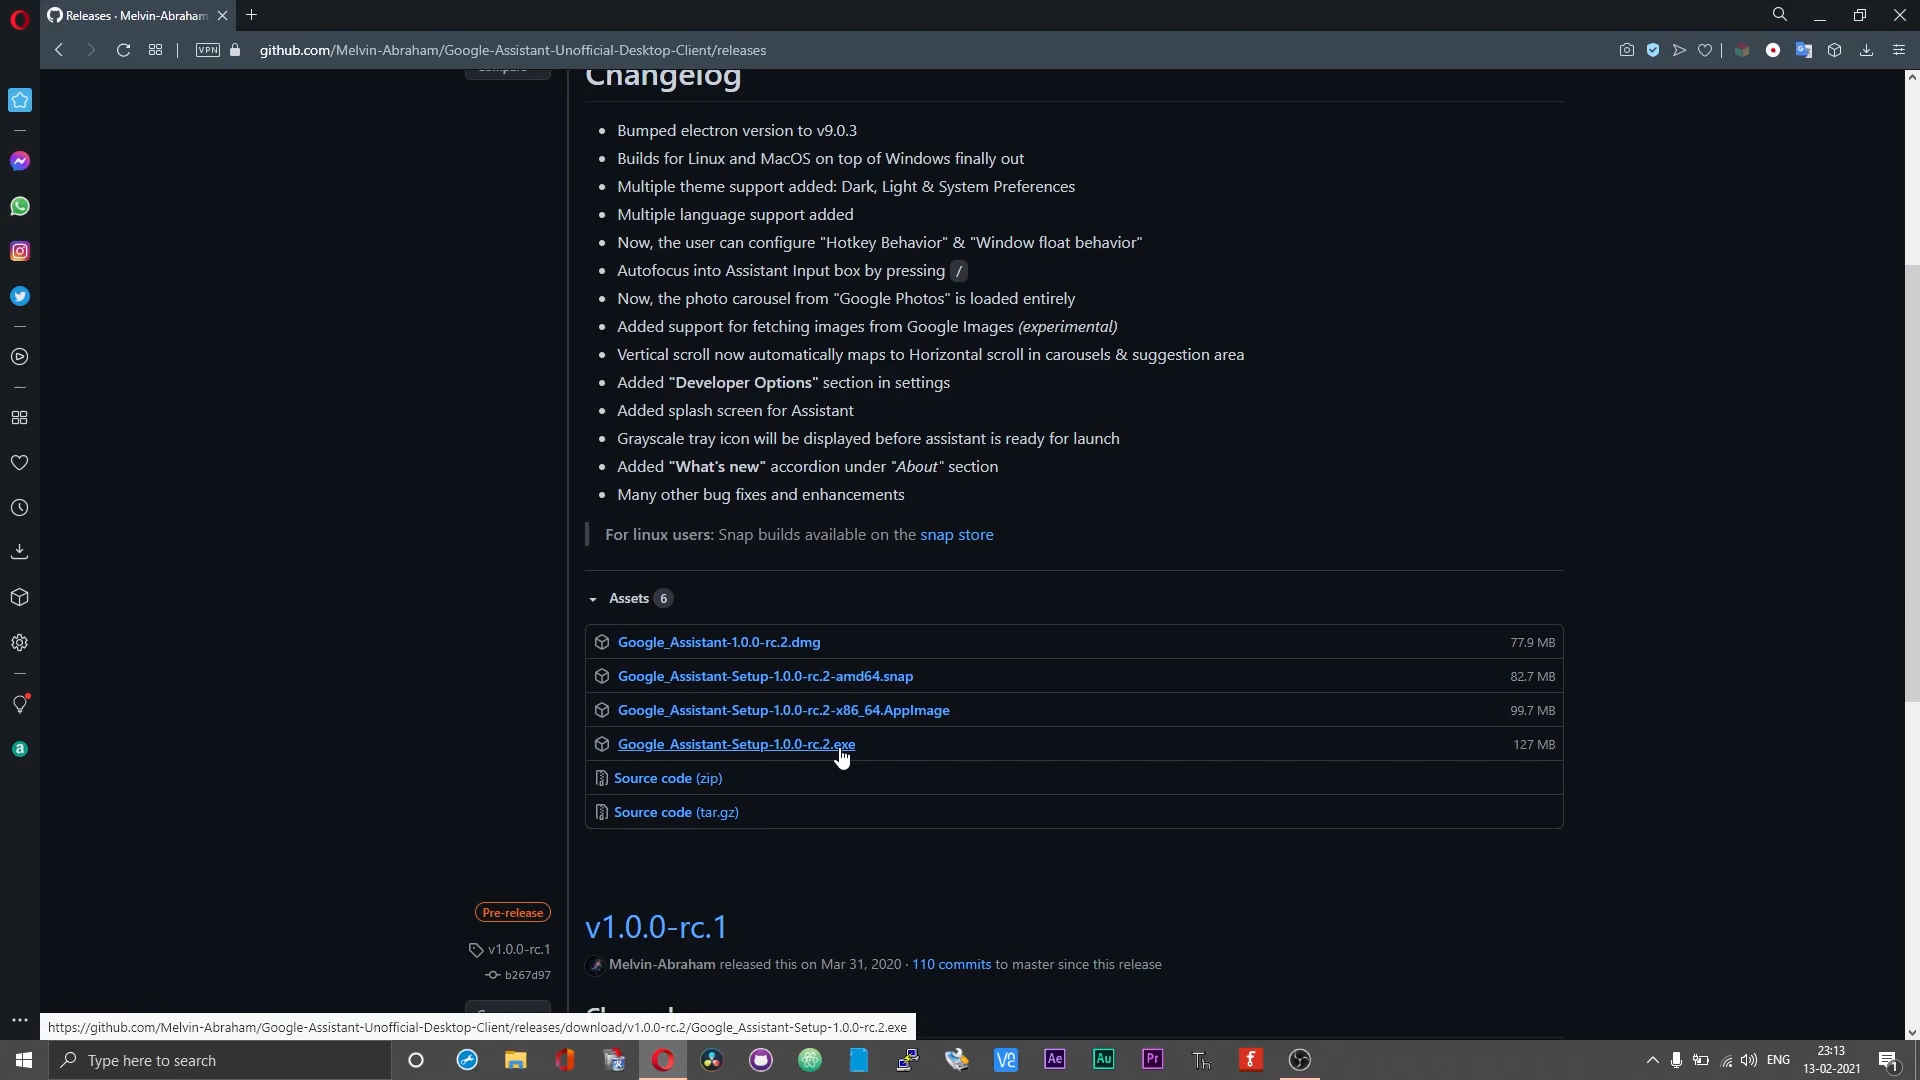 Releases · Melvin-Abraham
VPN
github.com/Melvin-Abraham/Google-Assistant-Unofficial-Desktop-Client/releases
Changelog
Bumped electron version to v9.0.3
Builds for Linux and MacOS on top of Windows finally out
Multiple theme support added: Dark, Light & System Preferences
Multiple language support added
Now, the user can configure "Hotkey Behavior" & "Window float behavior"
Autofocus into Assistant Input box by pressing /
Now, the photo carousel from "Google Photos" is loaded entirely
Added support for fetching images from Google Images (experimental)
Vertical scroll now automatically maps to Horizontal scroll in carousels & suggestion area
Added "Developer Options" section in settings
Added splash screen for Assistant
Grayscale tray icon will be displayed before assistant is ready for launch
Added "What's new" accordion under "About" section
Many other bug fixes and enhancements
For linux users: Snap builds available on the snap store
Assets 6
Google_Assistant-1.0.0-rc.2.dmg 77.9 MB
Google_Assistant-Setup-1.0.0-rc.2-amd64.snap 82.7 MB
Google_Assistant-Setup-1.0.0-rc.2-x86_64.AppImage 99.7 MB
Google_Assistant-Setup-1.0.0-rc.2.exe 127 MB
Source code (zip)
Source code (tar.gz)
Pre-release
v1.0.0-rc.1
b267d97
v1.0.0-rc.1
Melvin-Abraham released this on Mar 31, 2020 · 110 commits to master since this release
https://github.com/Melvin-Abraham/Google-Assistant-Unofficial-Desktop-Client/releases/download/v1.0.0-rc.2/Google_Assistant-Setup-1.0.0-rc.2.exe
Type here to search
Ae
Au
Pr
Th
ENG
23:13
13-02-2021
1